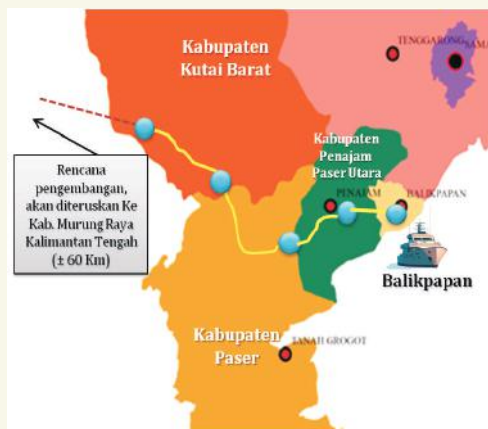 Kabupaten
Kutai Barat
TENGGARONG
SAMA
Rencana
pengembangan,
akan diteruskan Ke
Kab. Murung Raya
Kalimantan Tengah
(± 60 Km)
Kabupaten
Penajam
Paser Utara
PENAJAM
BALIKPAPAN
Balikpapan
Kabupaten
Paser
TANAH GROGOT